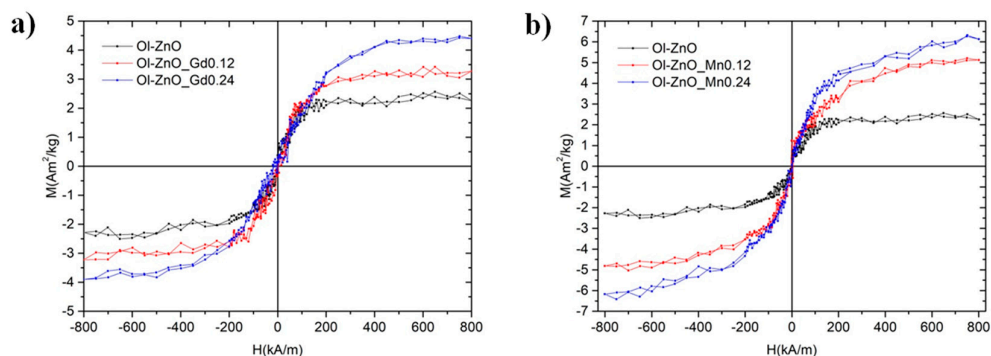 a)
5
4
3
2
1
0
-1
-2
-3
-4
-5
M(Am²/kg)
Ol-ZnO
Ol-ZnO_Gd0.12
Ol-ZnO_Gd0.24
-800 -600 -400 -200 0 200 400 600 800
H(kA/m)
b)
7
6
5
4
3
2
1
0
-1
-2
-3
-4
-5
-6
-7
M(Am²/kg)
Ol-ZnO
Ol-ZnO_Mn0.12
Ol-ZnO_Mn0.24
-800 -600 -400 -200 0 200 400 600 800
H(kA/m)